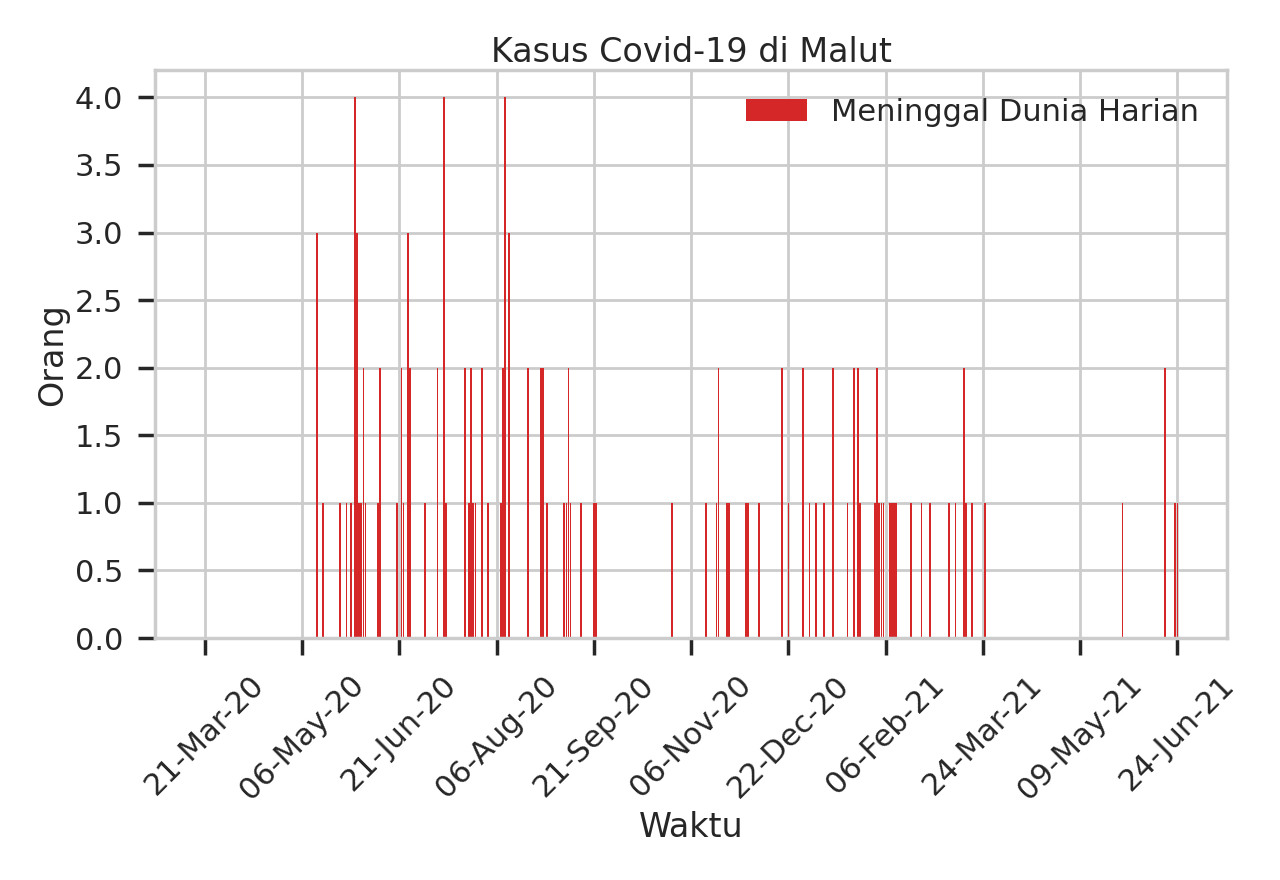 Kasus Covid-19 di Malut
Meninggal Dunia Harian
4.0
3.5
3.0
2.5
2.0
1.5
1.0
0.5
0.0
Orang
21-Mar-20
06-May-20
21-Jun-20
06-Aug-20
21-Sep-20
06-Nov-20
22-Dec-20
06-Feb-21
24-Mar-21
09-May-21
24-Jun-21
Waktu